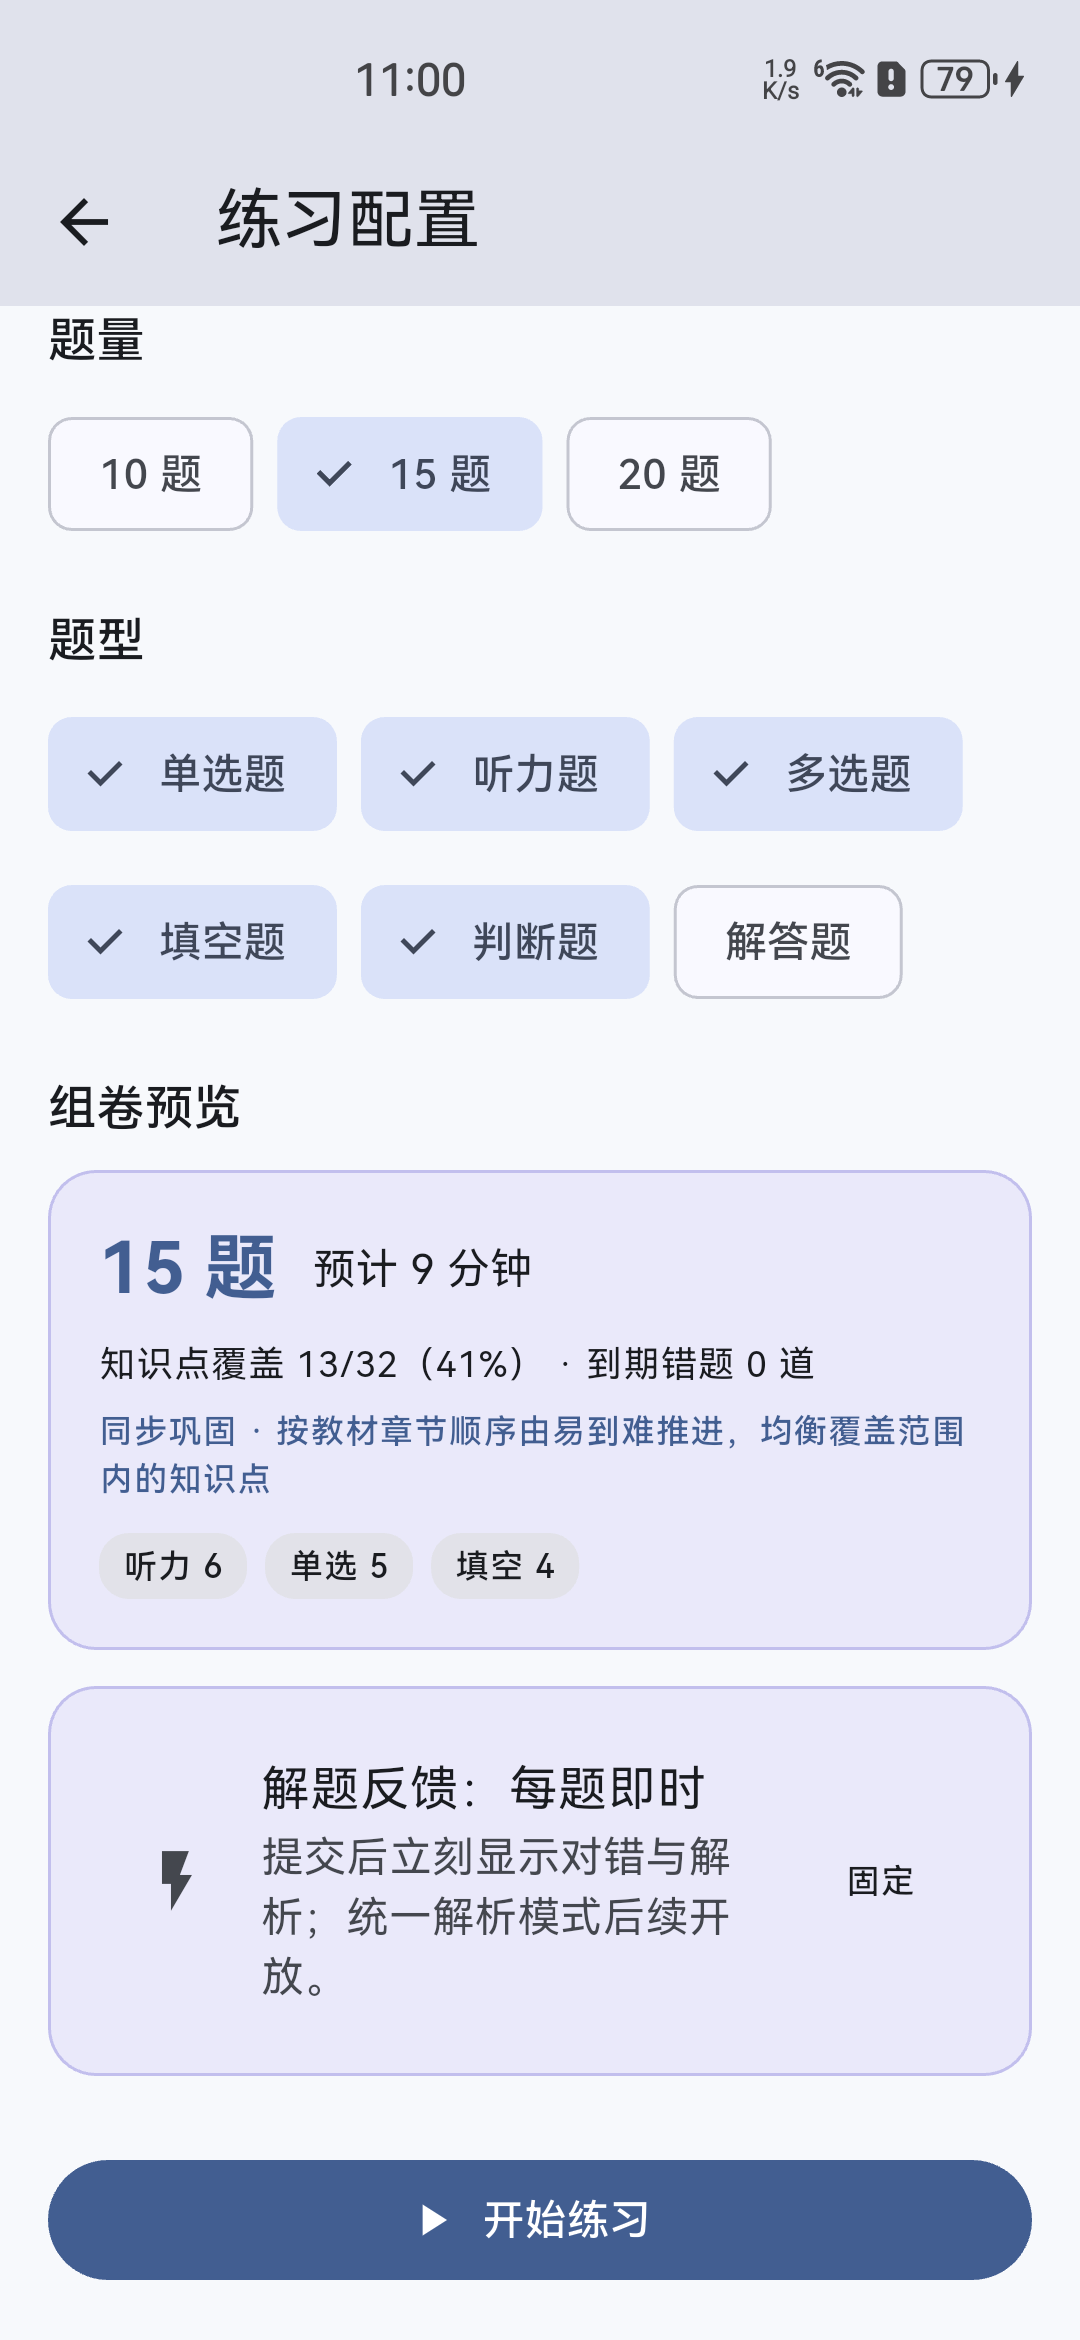 11:00
1.9 K/s
6
79
练习配置
题量
10 题
15 题
20 题
题型
单选题
听力题
多选题
填空题
判断题
解答题
组卷预览
15 题 预计 9 分钟
知识点覆盖 13/32（41%） · 到期错题 0 道
同步巩固 · 按教材章节顺序由易到难推进，均衡覆盖范围
内的知识点
听力 6
单选 5
填空 4
解题反馈：每题即时
提交后立刻显示对错与解
析；统一解析模式后续开
放。
固定
开始练习